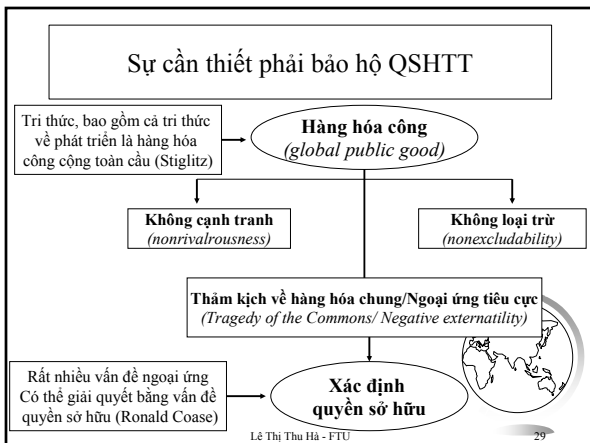 Sự cần thiết phải bảo hộ QSHTT
Tri thức, bao gồm cả tri thức
về phát triển là hàng hóa
công cộng toàn cầu (Stiglitz)
Hàng hóa công
(global public good)
Không cạnh tranh
(nonrivalrousness)
Không loại trừ
(nonexcludability)
Thảm kịch về hàng hóa chung/Ngoại ứng tiêu cực
(Tragedy of the Commons/ Negative externatility)
Rất nhiều vấn đề ngoại ứng
Có thể giải quyết bằng vấn đề
quyền sở hữu (Ronald Coase)
Xác định
quyền sở hữu
Lê Thị Thu Hà - FTU
29